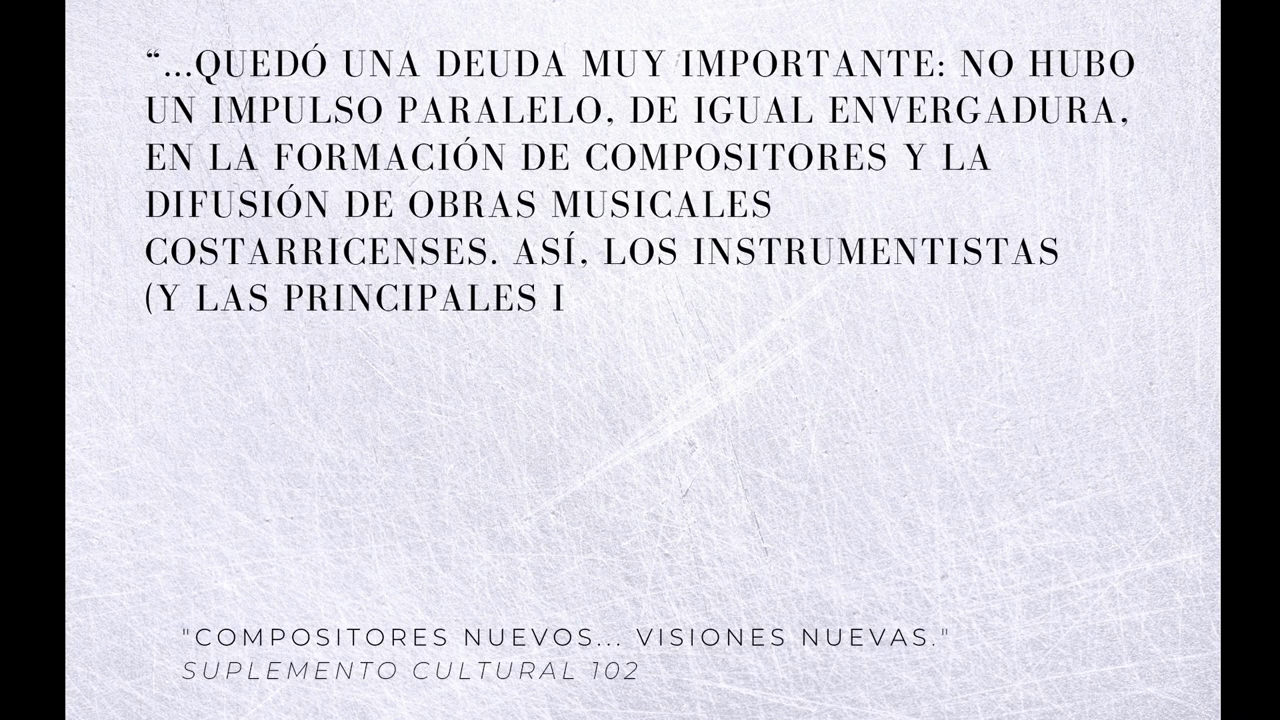 “...QUEDÓ UNA DEUDA MUY IMPORTANTE: NO HUBO
UN IMPULSO PARALELO, DE IGUAL ENVERGADURA,
EN LA FORMACIÓN DE COMPOSITORES Y LA
DIFUSIÓN DE OBRAS MUSICALES
COSTARRICENSES. ASÍ, LOS INSTRUMENTISTAS
(Y LAS PRINCIPALES I
"COMPOSITORES NUEVOS... VISIONES NUEVAS."
SUPLEMENTO CULTURAL 102